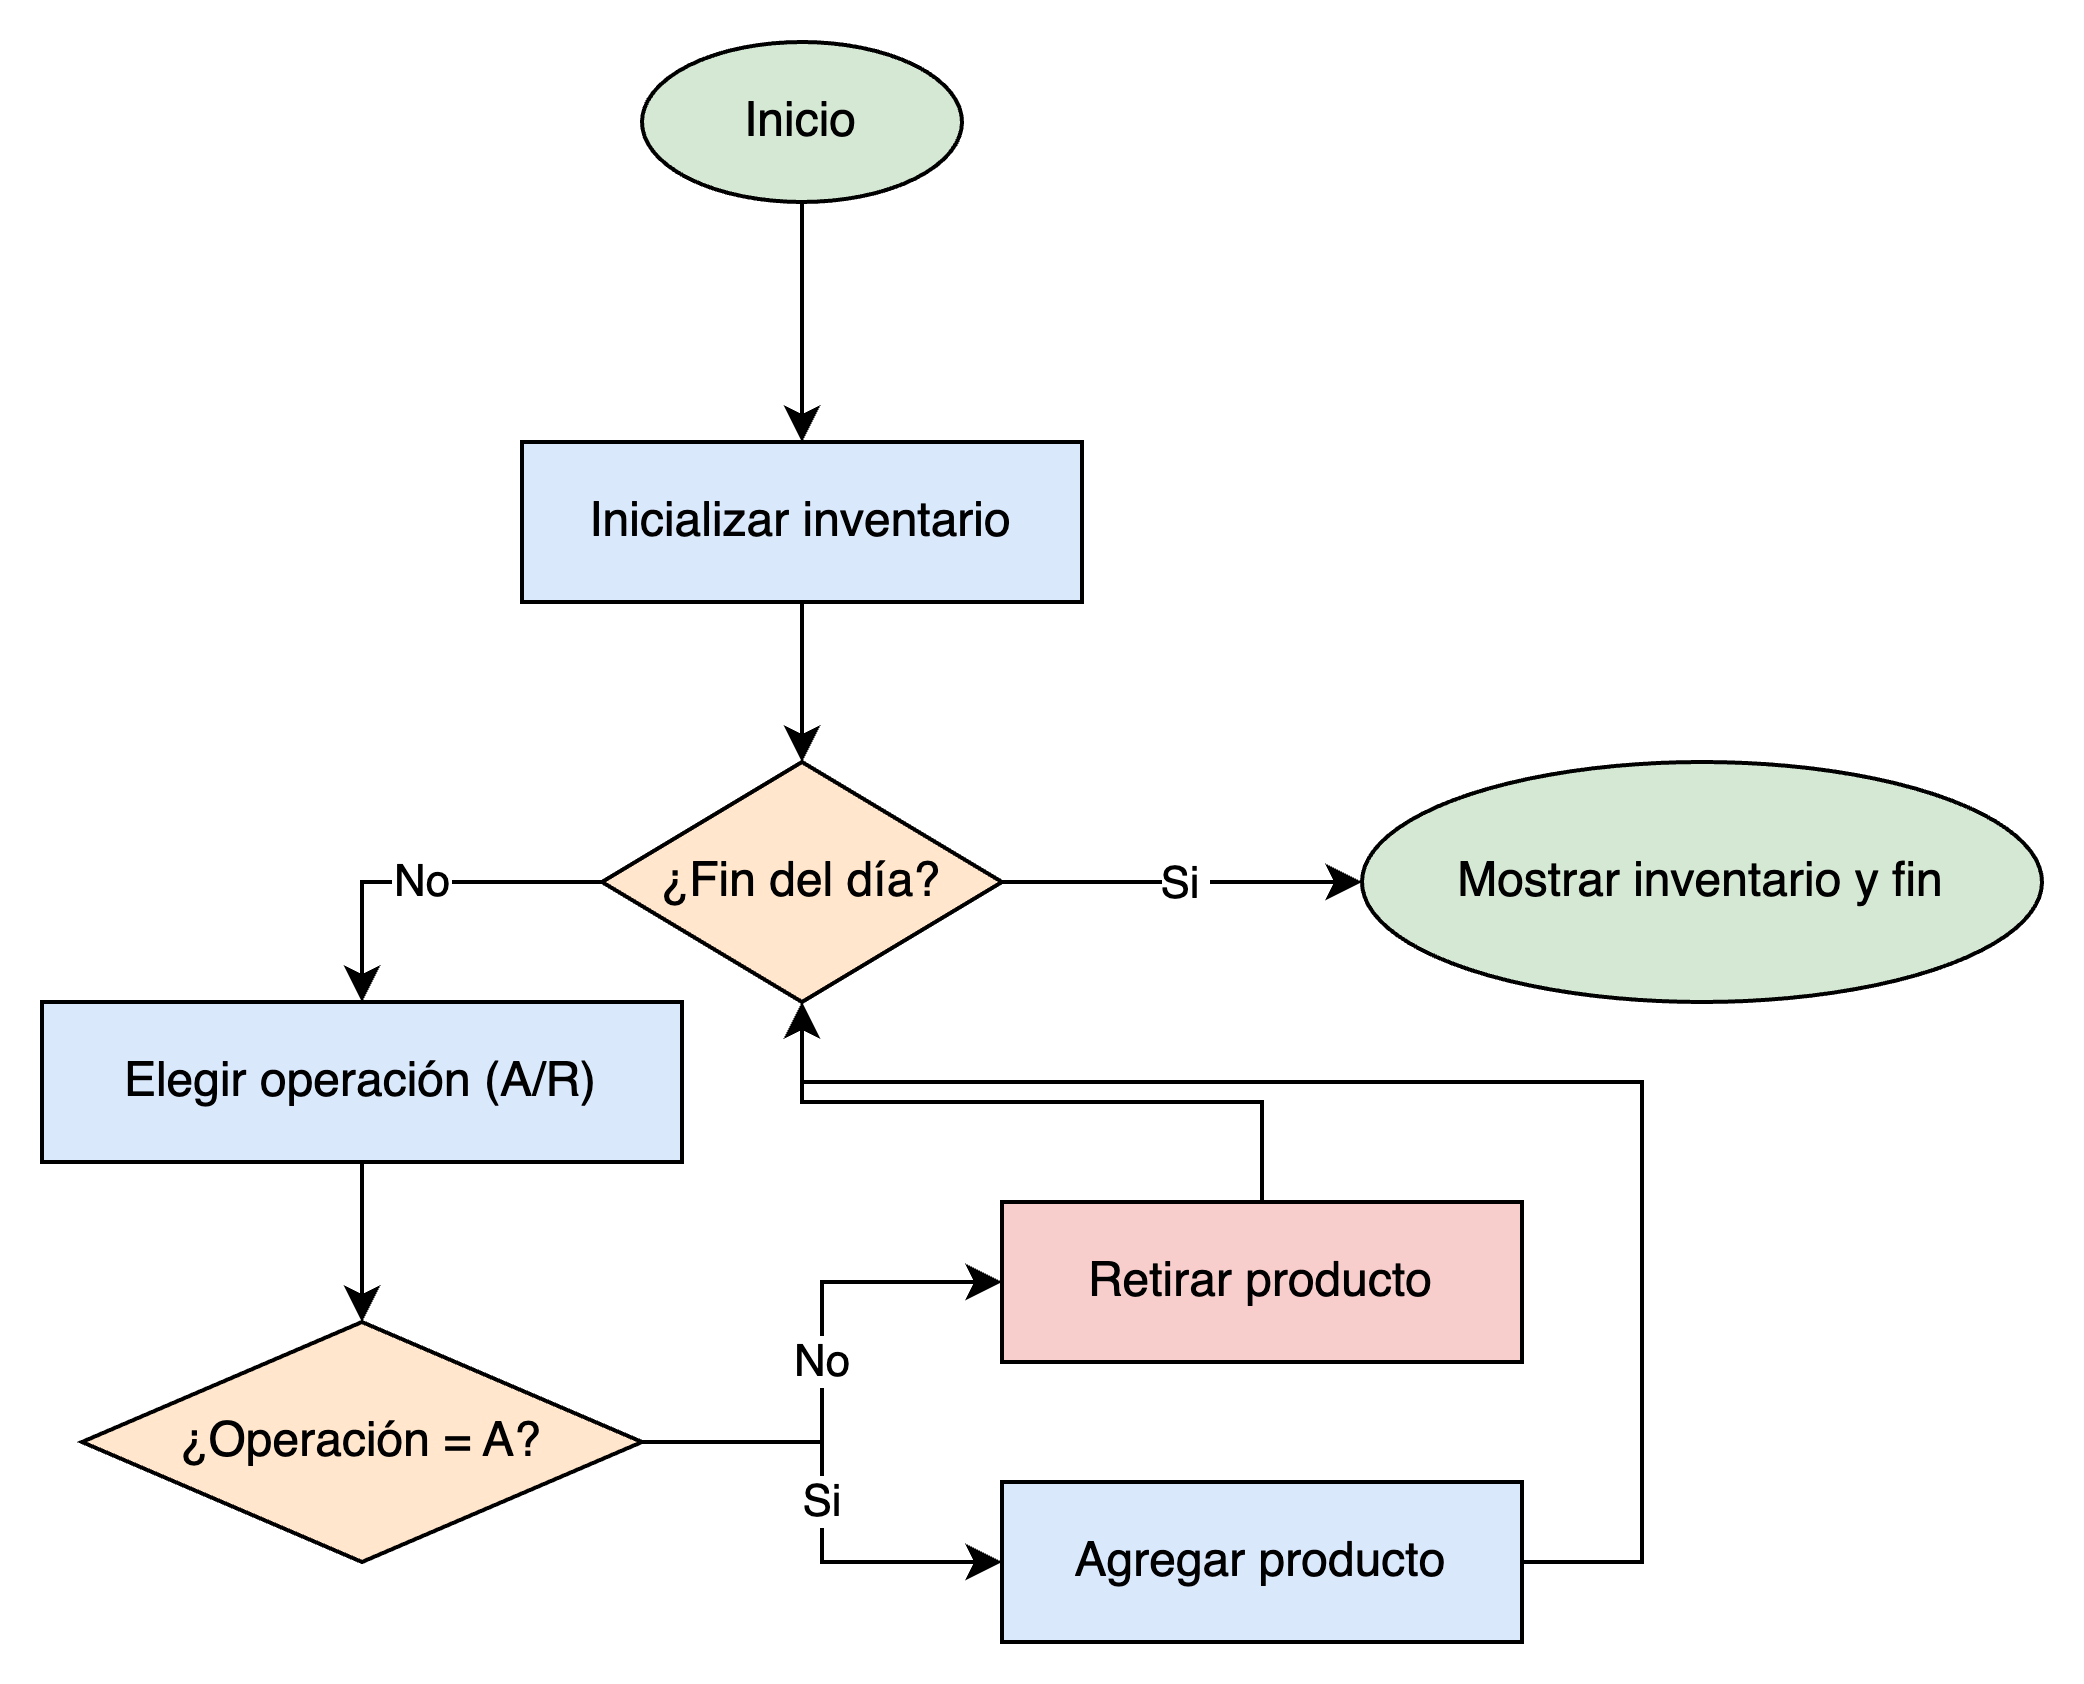 Inicio
Inicializar inventario
¿Fin del día?
No
Si
Mostrar inventario y fin
Elegir operación (A/R)
¿Operación = A?
No
Retirar producto
Si
Agregar producto